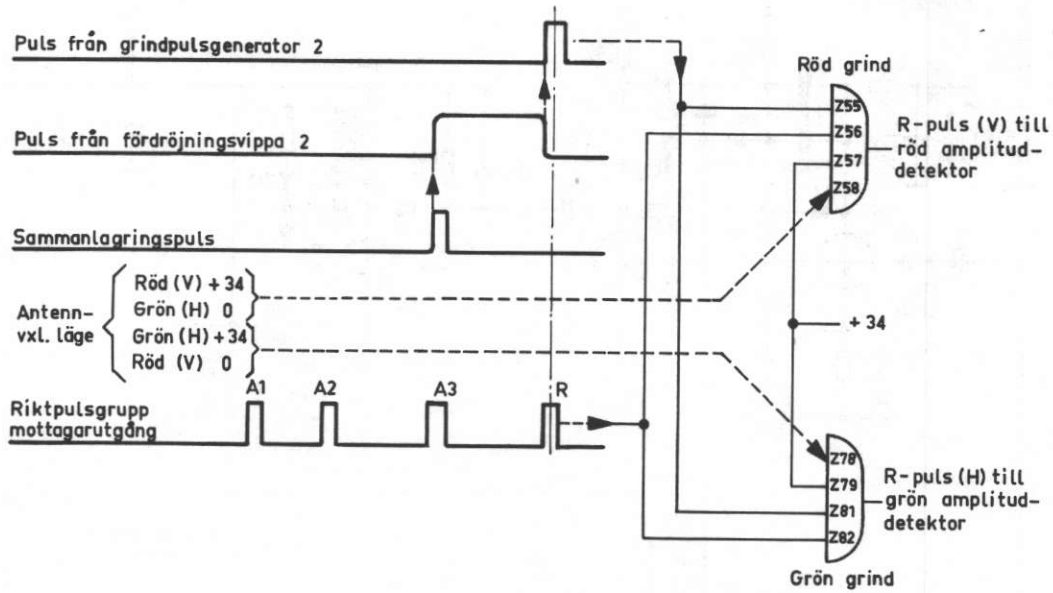 Puls från grindpulsgenerator 2
Puls från fördröjningsvippa 2
Sammanlagringspuls
Antenn-
vxl. läge
Röd (V) +34
Grön (H) 0
Grön (H) +34
Röd (V) 0
Riktpulsgrupp
mottagarutgång
A1
A2
A3
R
Röd grind
Z55
Z56
Z57
Z58
R-puls (V) till
röd amplitud-
detektor
+ 34
Z78
Z79
Z81
Z82
R-puls (H) till
grön amplitud-
detektor
Grön grind